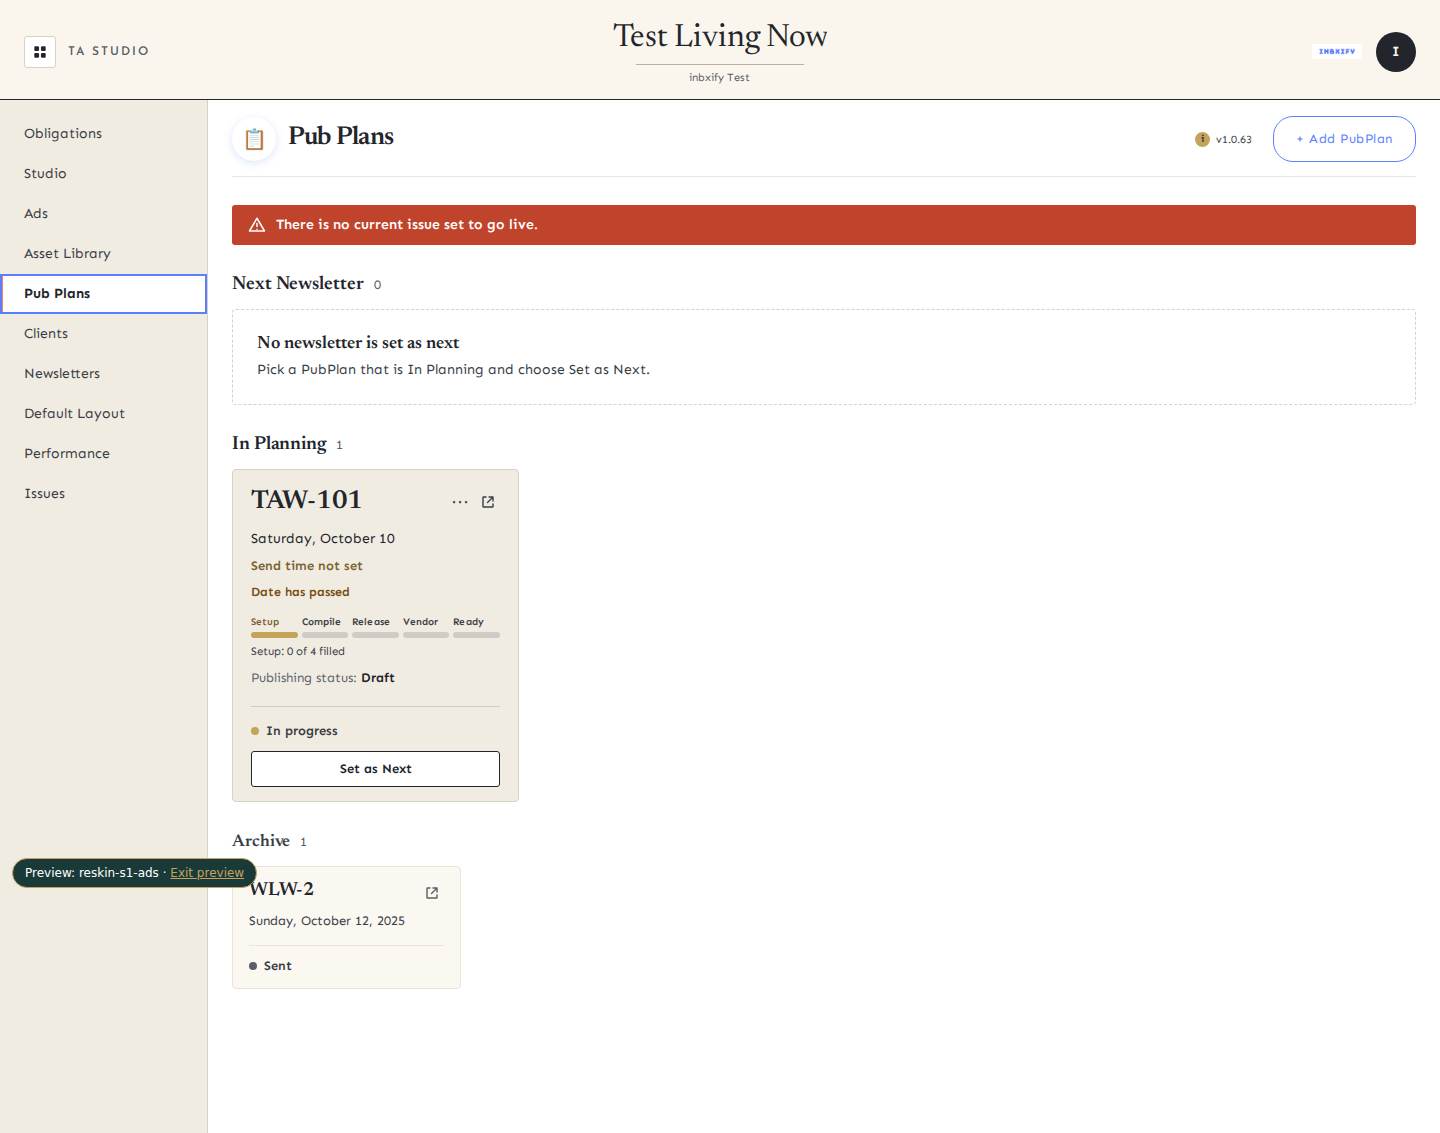 TA STUDIO
Test Living Now
inbxify Test
INBXIFY
I
Obligations
Studio
Ads
Asset Library
Pub Plans
Clients
Newsletters
Default Layout
Performance
Issues
Pub Plans
i
v1.0.63
+ Add PubPlan
There is no current issue set to go live.
Next Newsletter 0
No newsletter is set as next
Pick a PubPlan that is In Planning and choose Set as Next.
In Planning 1
TAW-101
Saturday, October 10
Send time not set
Date has passed
Setup Compile Release Vendor Ready
Setup: 0 of 4 filled
Publishing status: Draft
In progress
Set as Next
Archive 1
WLW-2
Sunday, October 12, 2025
Sent
Preview: reskin-s1-ads · Exit preview